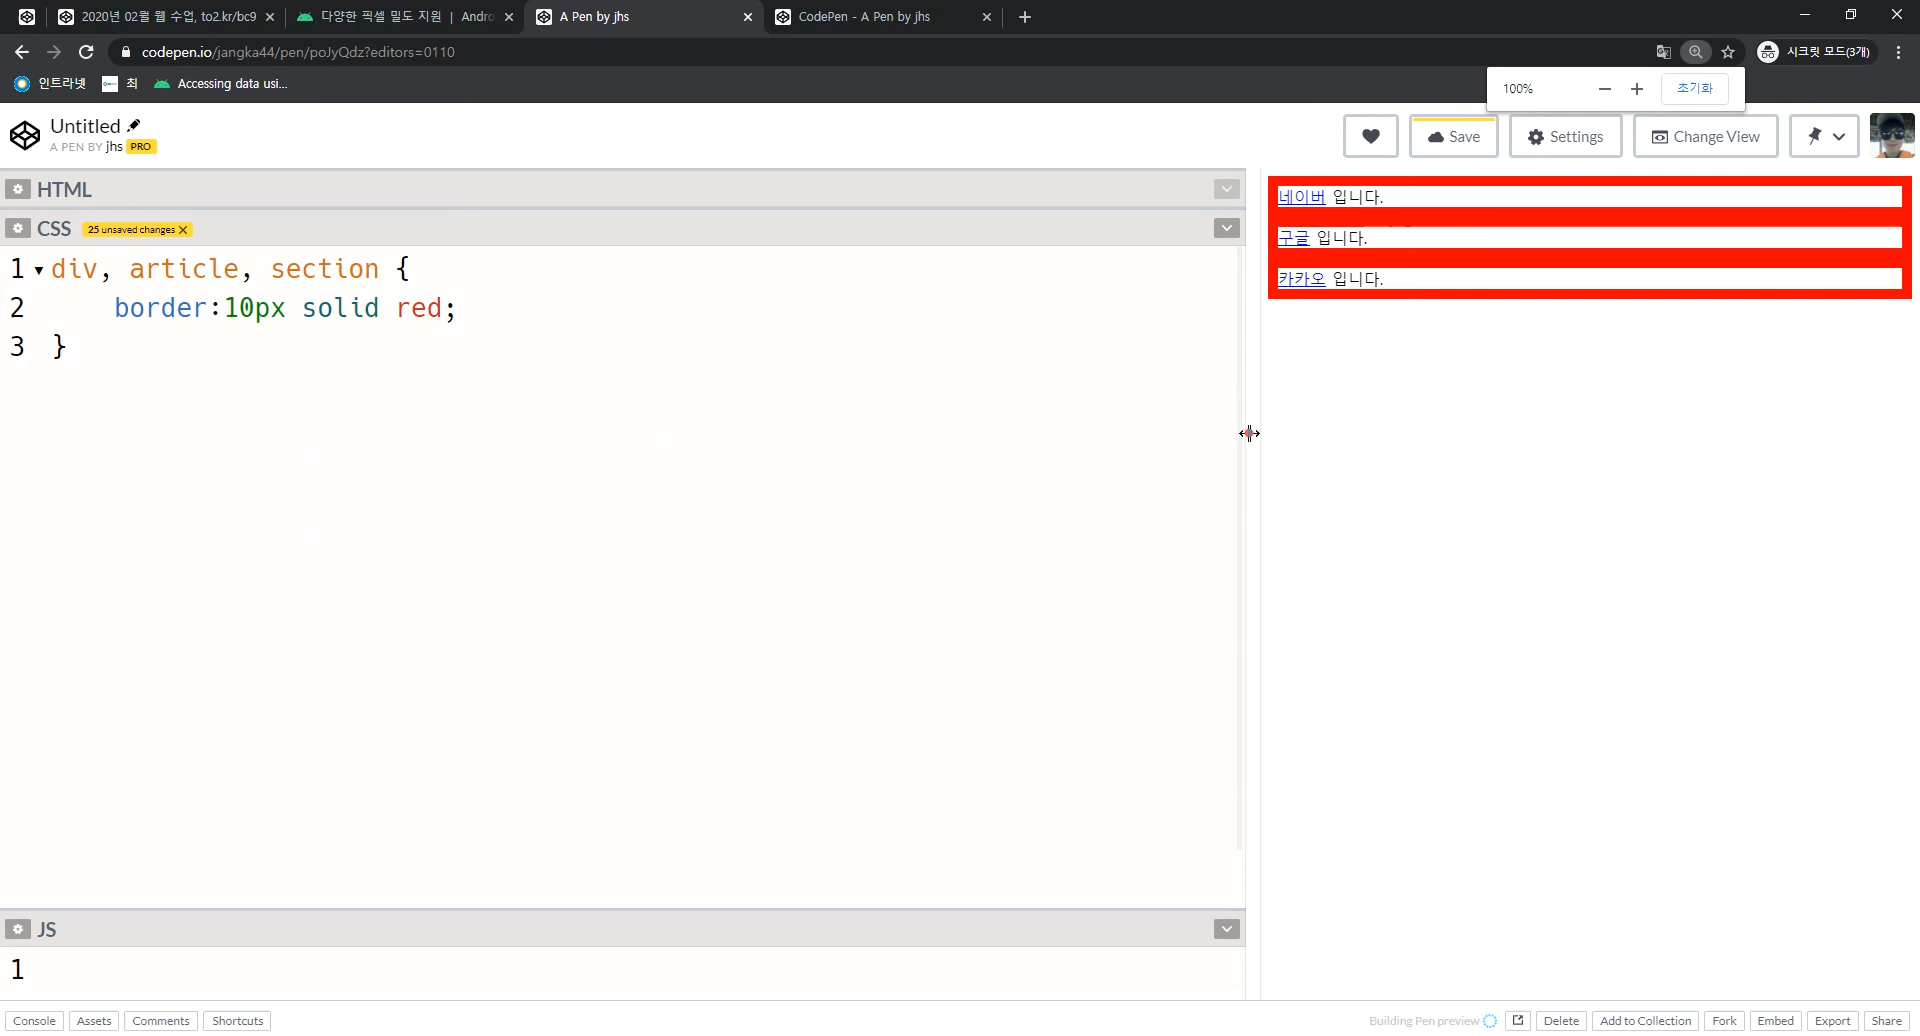 2020년 02월 웹 수업, to2.kr/bc9
다양한 픽셀 밀도 지원 | Andro
A Pen by jhs
CodePen - A Pen by jhs
codepen.io/jangka44/pen/poJyQdz?editors=0110
시크릿 모드(3개)
인트라넷
최
Accessing data usi...
100%
초기화
Untitled
A PEN BY jhs PRO
Save
Settings
Change View
HTML
CSS
25 unsaved changes
1 div, article, section {
2 border:10px solid red;
3 }
네이버 입니다.
구글 입니다.
카카오 입니다.
JS
1
Console
Assets
Comments
Shortcuts
Building Pen preview
Delete
Add to Collection
Fork
Embed
Export
Share